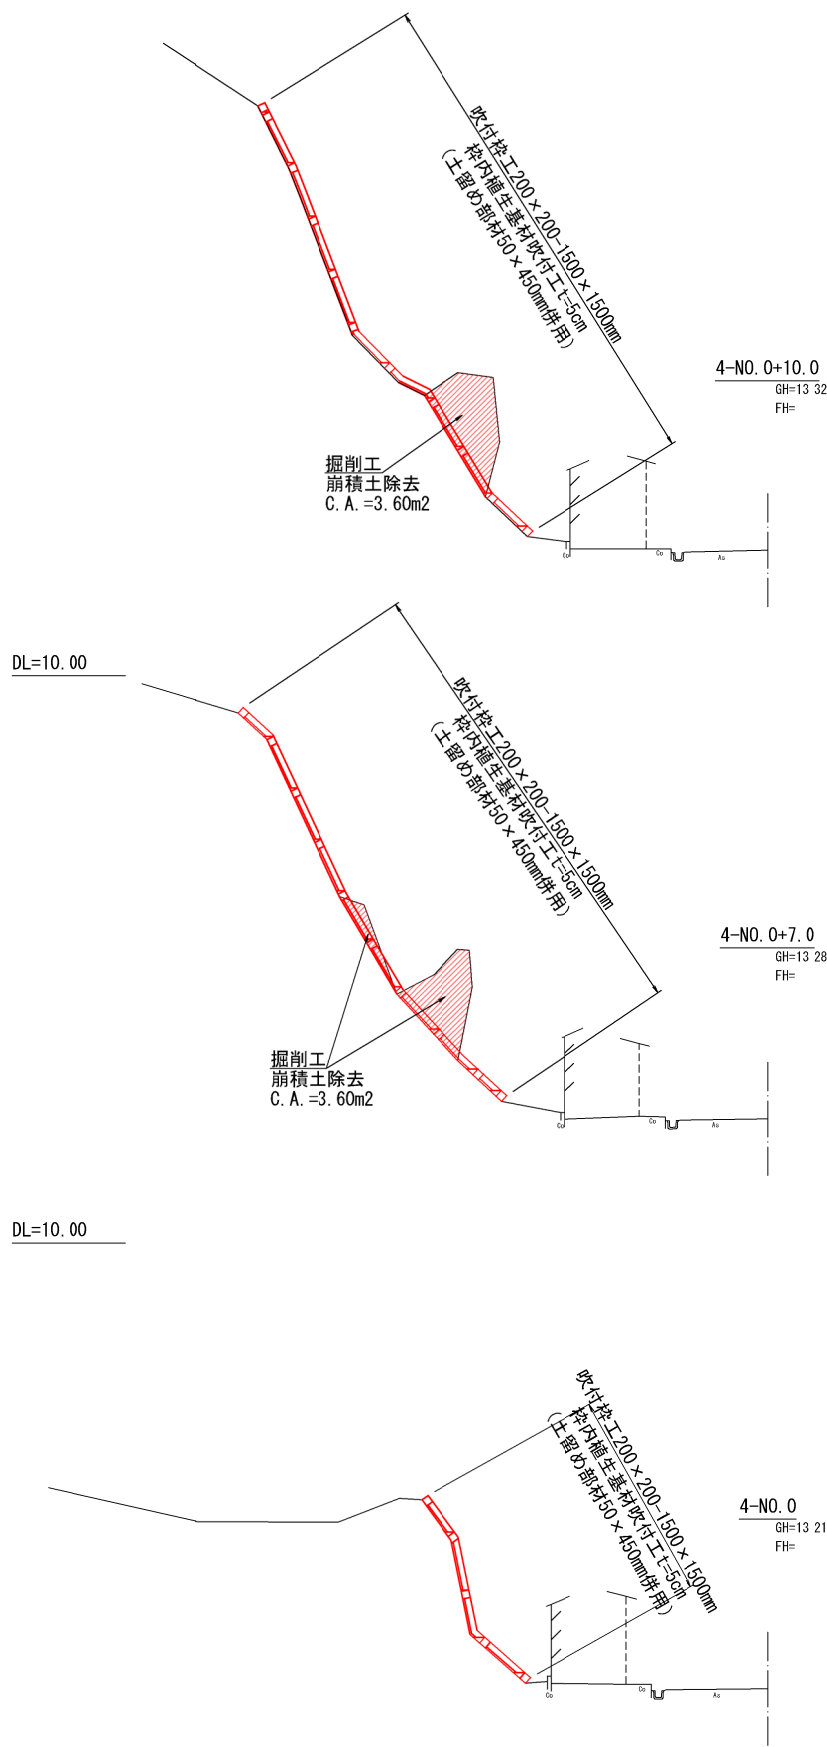 吹付枠工200×200-1500×1500mm
枠内植生基材吹付工t=5cm
(土留め部材50×450mm併用)
4-NO.0+10.0
GH=13 32
FH=
掘削工
崩積土除去
C.A.=3.60m2
Co
Co
As
DL=10.00
吹付枠工200×200-1500×1500mm
枠内植生基材吹付工t=5cm
(土留め部材50×450mm併用)
4-NO.0+7.0
GH=13 28
FH=
掘削工
崩積土除去
C.A.=3.60m2
Co
Co
As
DL=10.00
吹付枠工200×200-1500×1500mm
枠内植生基材吹付工t=5cm
(土留め部材50×450mm併用)
4-NO.0
GH=13 21
FH=
Co
Co
As